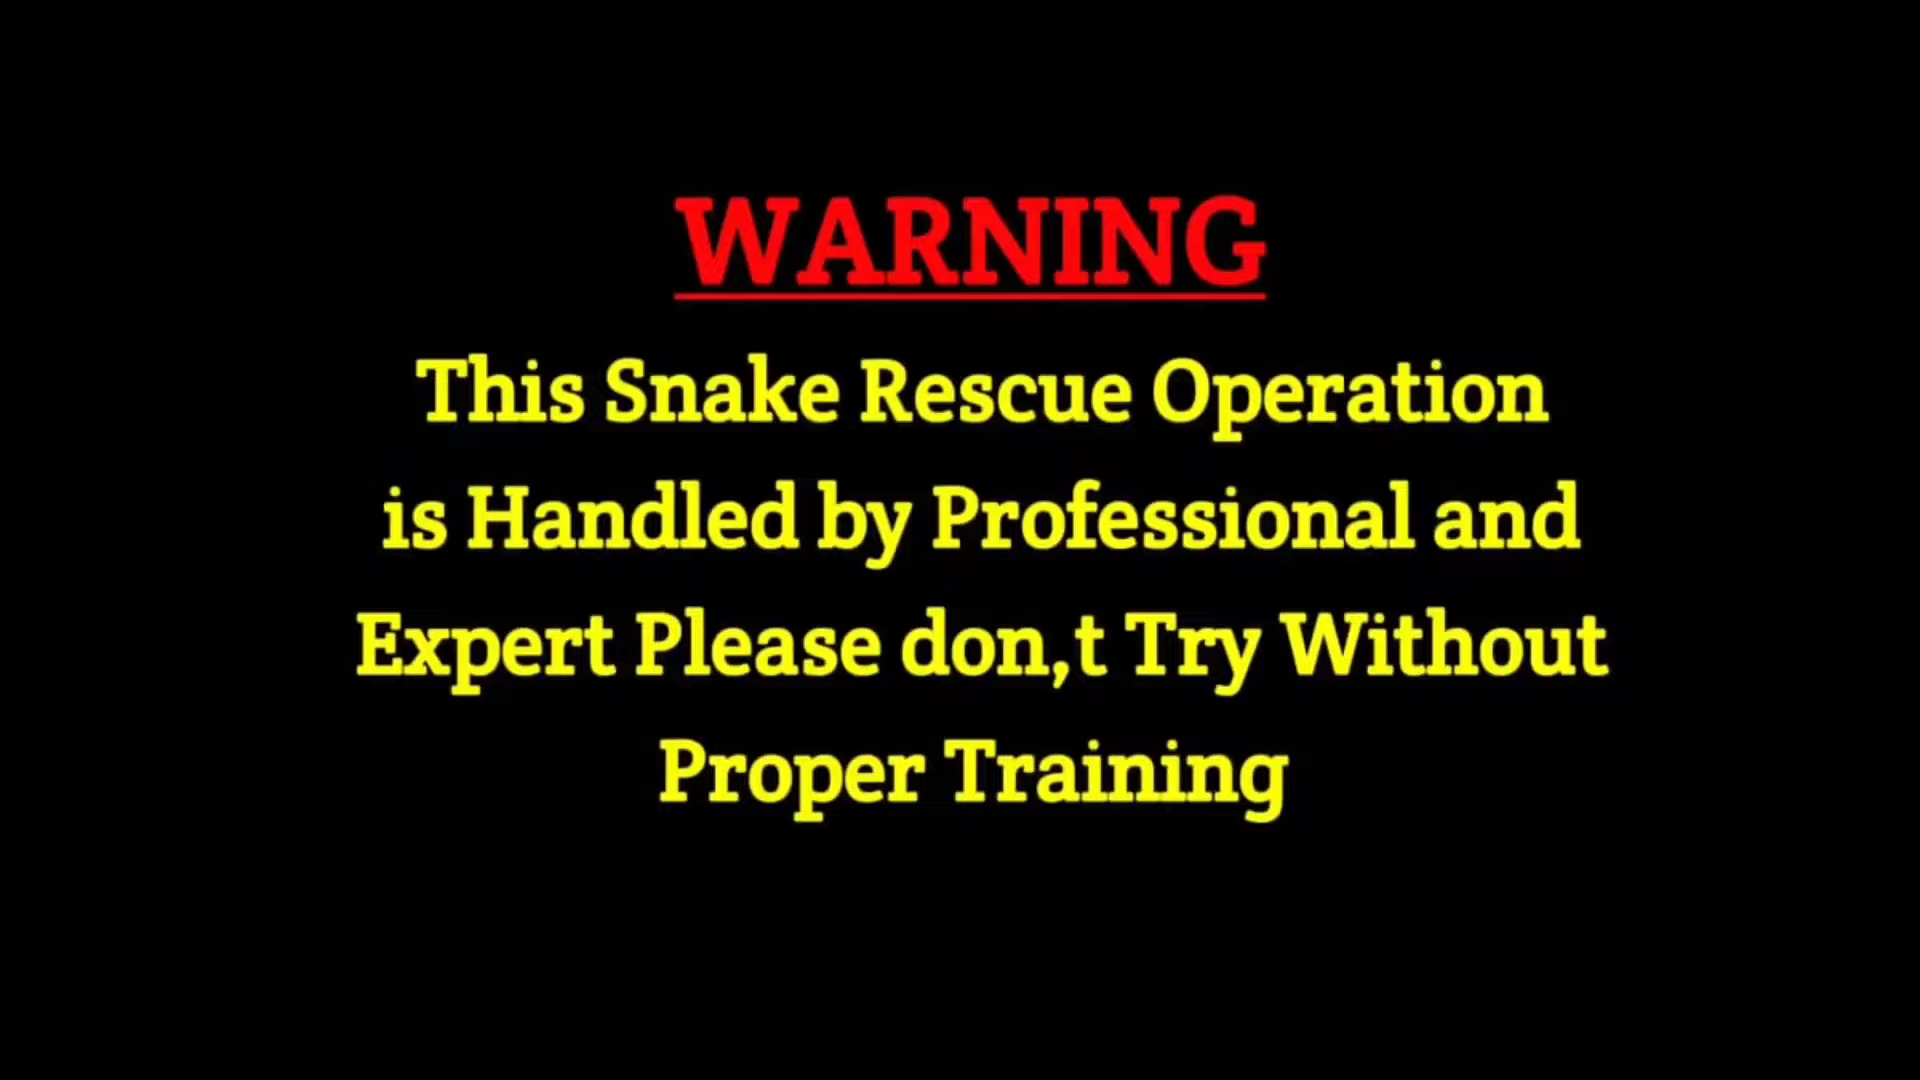 WARNING
This Snake Rescue Operation
is Handled by Professional and
Expert Please don,t Try Without
Proper Training